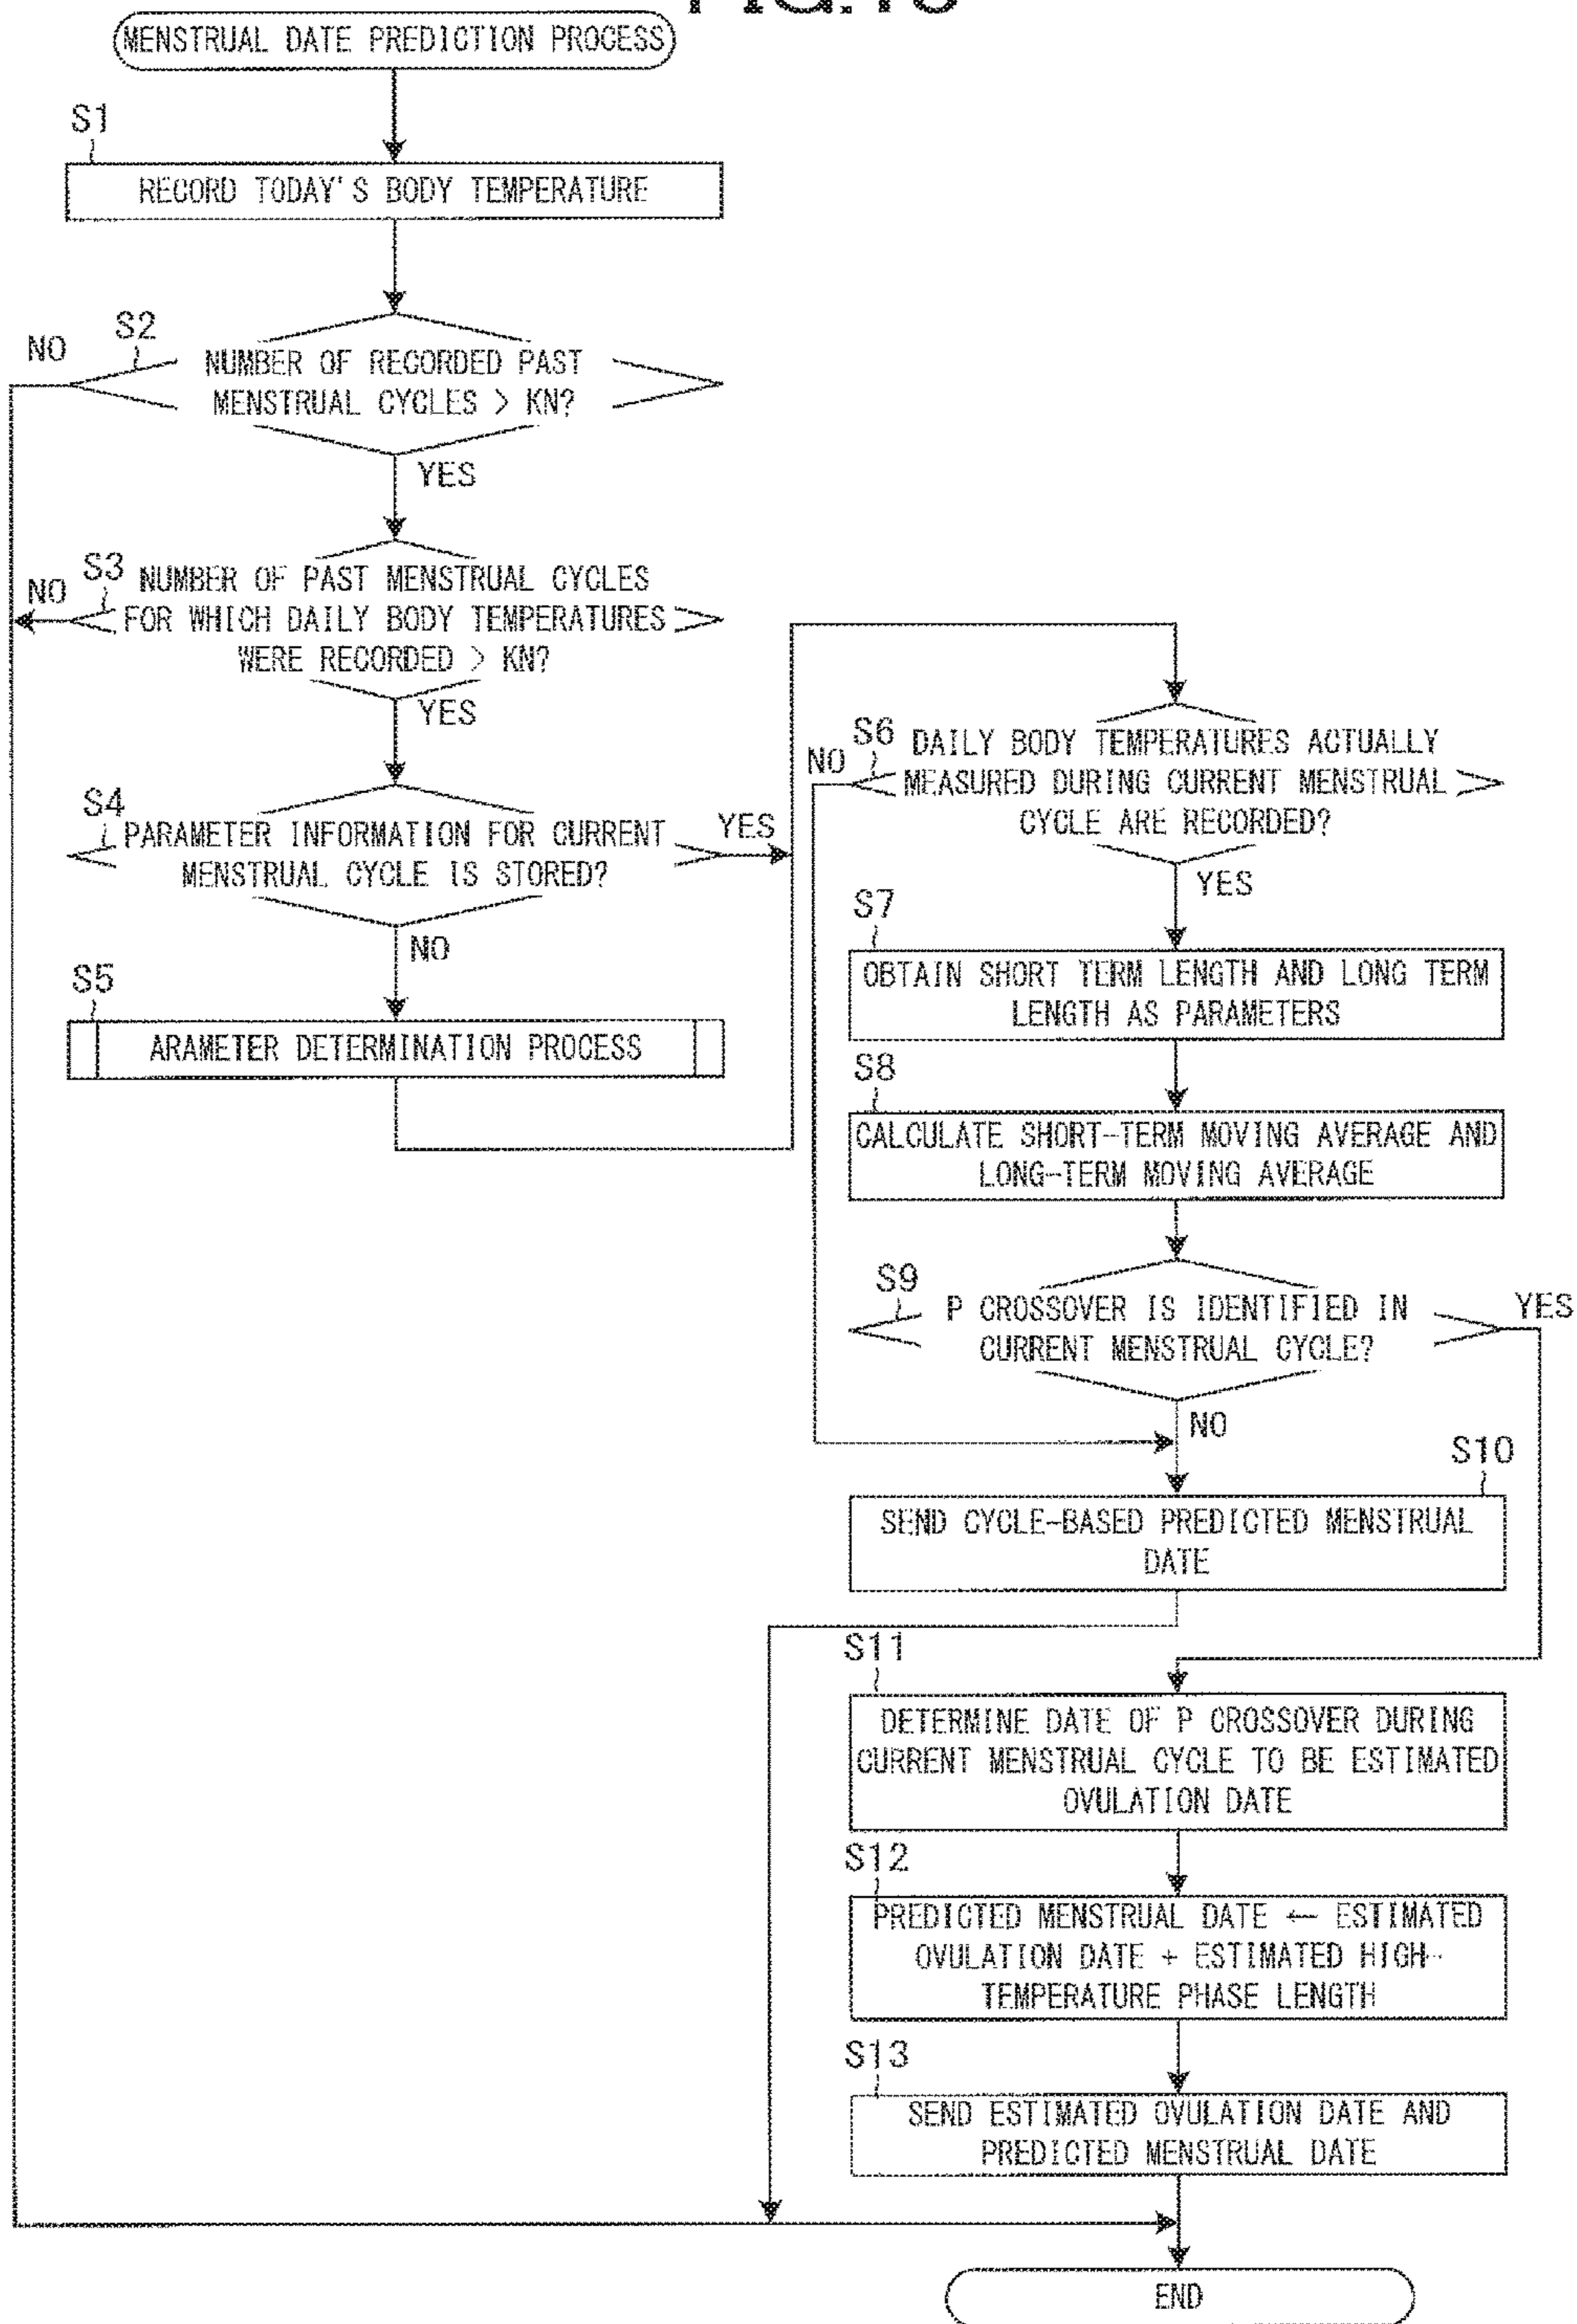 MENSTRUAL DATE PREDICTION PROCESS
S1
RECORD TODAY'S BODY TEMPERATURE
S2
NO
NUMBER OF RECORDED PAST
MENSTRUAL CYCLES > KN?
YES
S3
NO
NUMBER OF PAST MENSTRUAL CYCLES
FOR WHICH DAILY BODY TEMPERATURES
WERE RECORDED > KN?
YES
S4
PARAMETER INFORMATION FOR CURRENT
MENSTRUAL CYCLE IS STORED?
YES
NO
S5
ARAMETER DETERMINATION PROCESS
S6
NO
DAILY BODY TEMPERATURES ACTUALLY
MEASURED DURING CURRENT MENSTRUAL
CYCLE ARE RECORDED?
YES
S7
OBTAIN SHORT TERM LENGTH AND LONG TERM
LENGTH AS PARAMETERS
S8
CALCULATE SHORT-TERM MOVING AVERAGE AND
LONG-TERM MOVING AVERAGE
S9
P CROSSOVER IS IDENTIFIED IN
CURRENT MENSTRUAL CYCLE?
YES
NO
S10
SEND CYCLE-BASED PREDICTED MENSTRUAL
DATE
S11
DETERMINE DATE OF P CROSSOVER DURING
CURRENT MENSTRUAL CYCLE TO BE ESTIMATED
OVULATION DATE
S12
PREDICTED MENSTRUAL DATE ← ESTIMATED
OVULATION DATE + ESTIMATED HIGH-
TEMPERATURE PHASE LENGTH
S13
SEND ESTIMATED OVULATION DATE AND
PREDICTED MENSTRUAL DATE
END